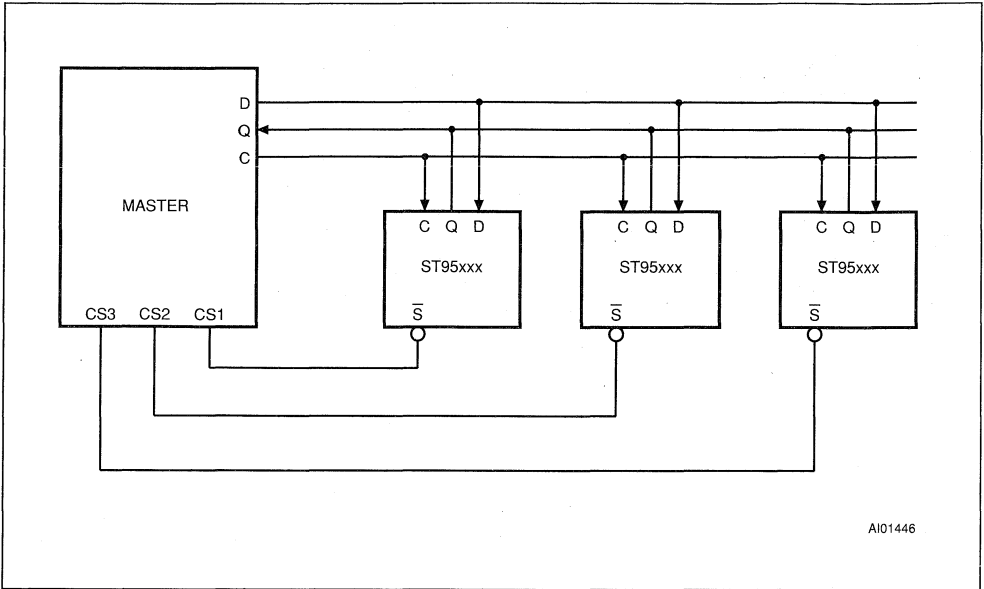 D
Q
C
MASTER
CS3 CS2 CS1
C Q D
ST95xxx
S̅
C Q D
ST95xxx
S̅
C Q D
ST95xxx
S̅
AI01446